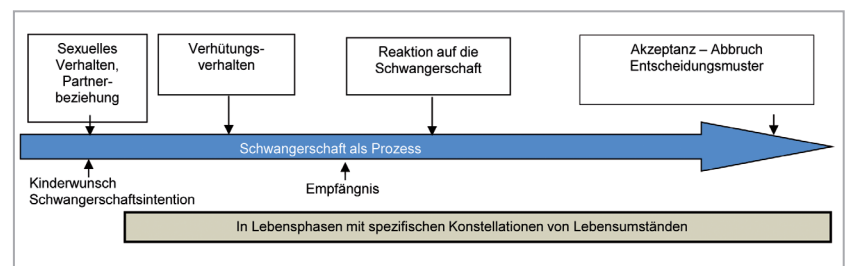 Sexuelles
Verhalten,
Partner-
beziehung
Verhütungs-
verhalten
Reaktion auf die
Schwangerschaft
Akzeptanz – Abbruch
Entscheidungsmuster
Schwangerschaft als Prozess
Kinderwunsch
Schwangerschaftsintention
Empfängnis
In Lebensphasen mit spezifischen Konstellationen von Lebensumständen